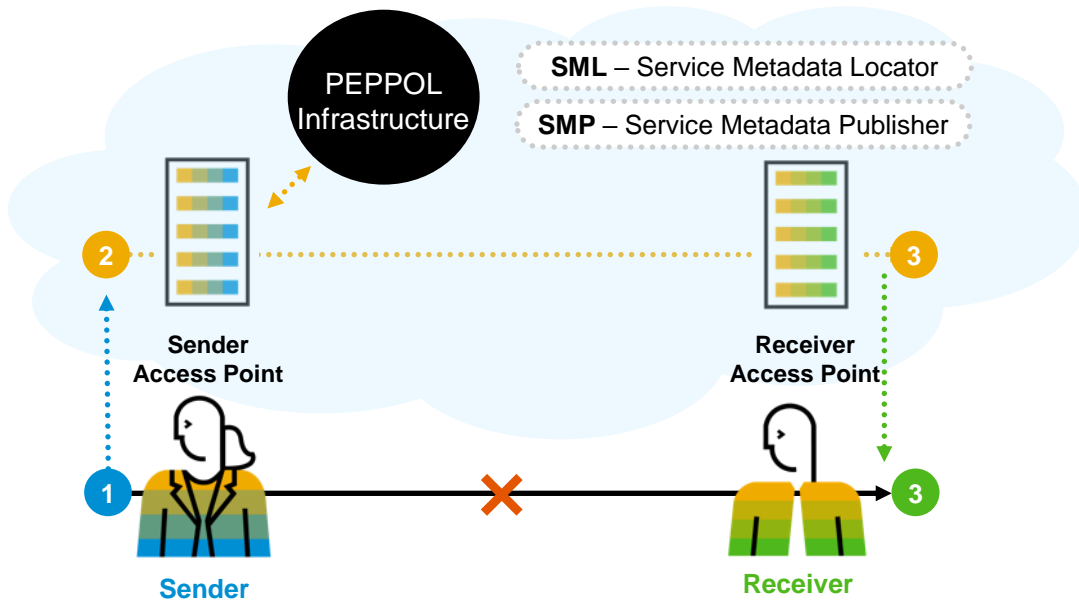 PEPPOL
Infrastructure
SML – Service Metadata Locator
SMP – Service Metadata Publisher
2
3
Sender
Access Point
Receiver
Access Point
1
3
Sender
Receiver